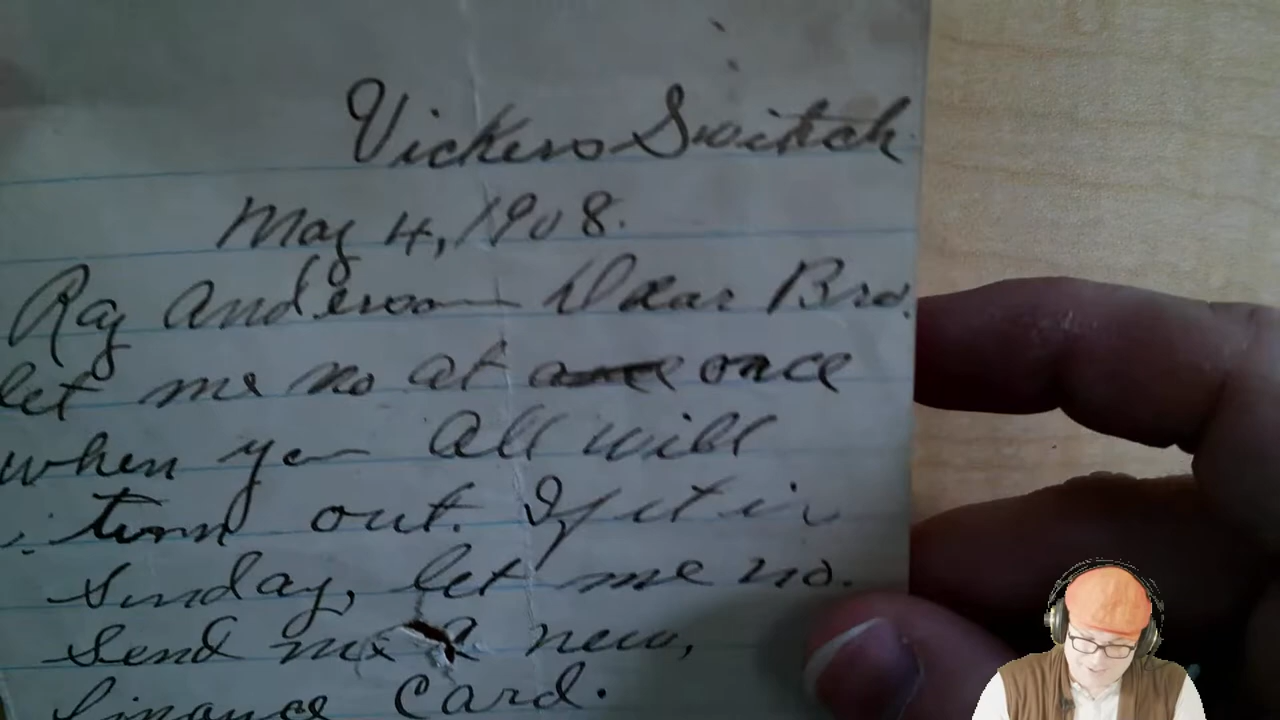 Vickers Switch
May 4, 1908.
Ray Anderson Dear Bro.
let me no at once
when you All will
turn out. If it is
Sunday, let me no.
Send me a new,
finance Card.